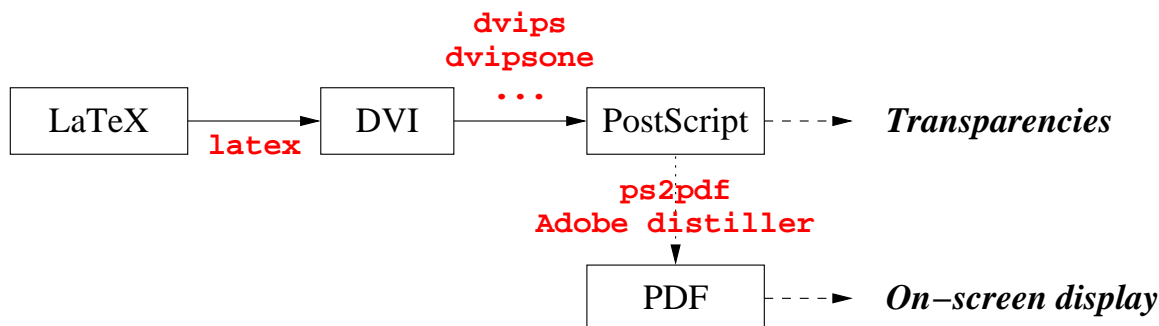 dvips
dvipsone
...
LaTeX
latex
DVI
PostScript
Transparencies
ps2pdf
Adobe distiller
PDF
On−screen display